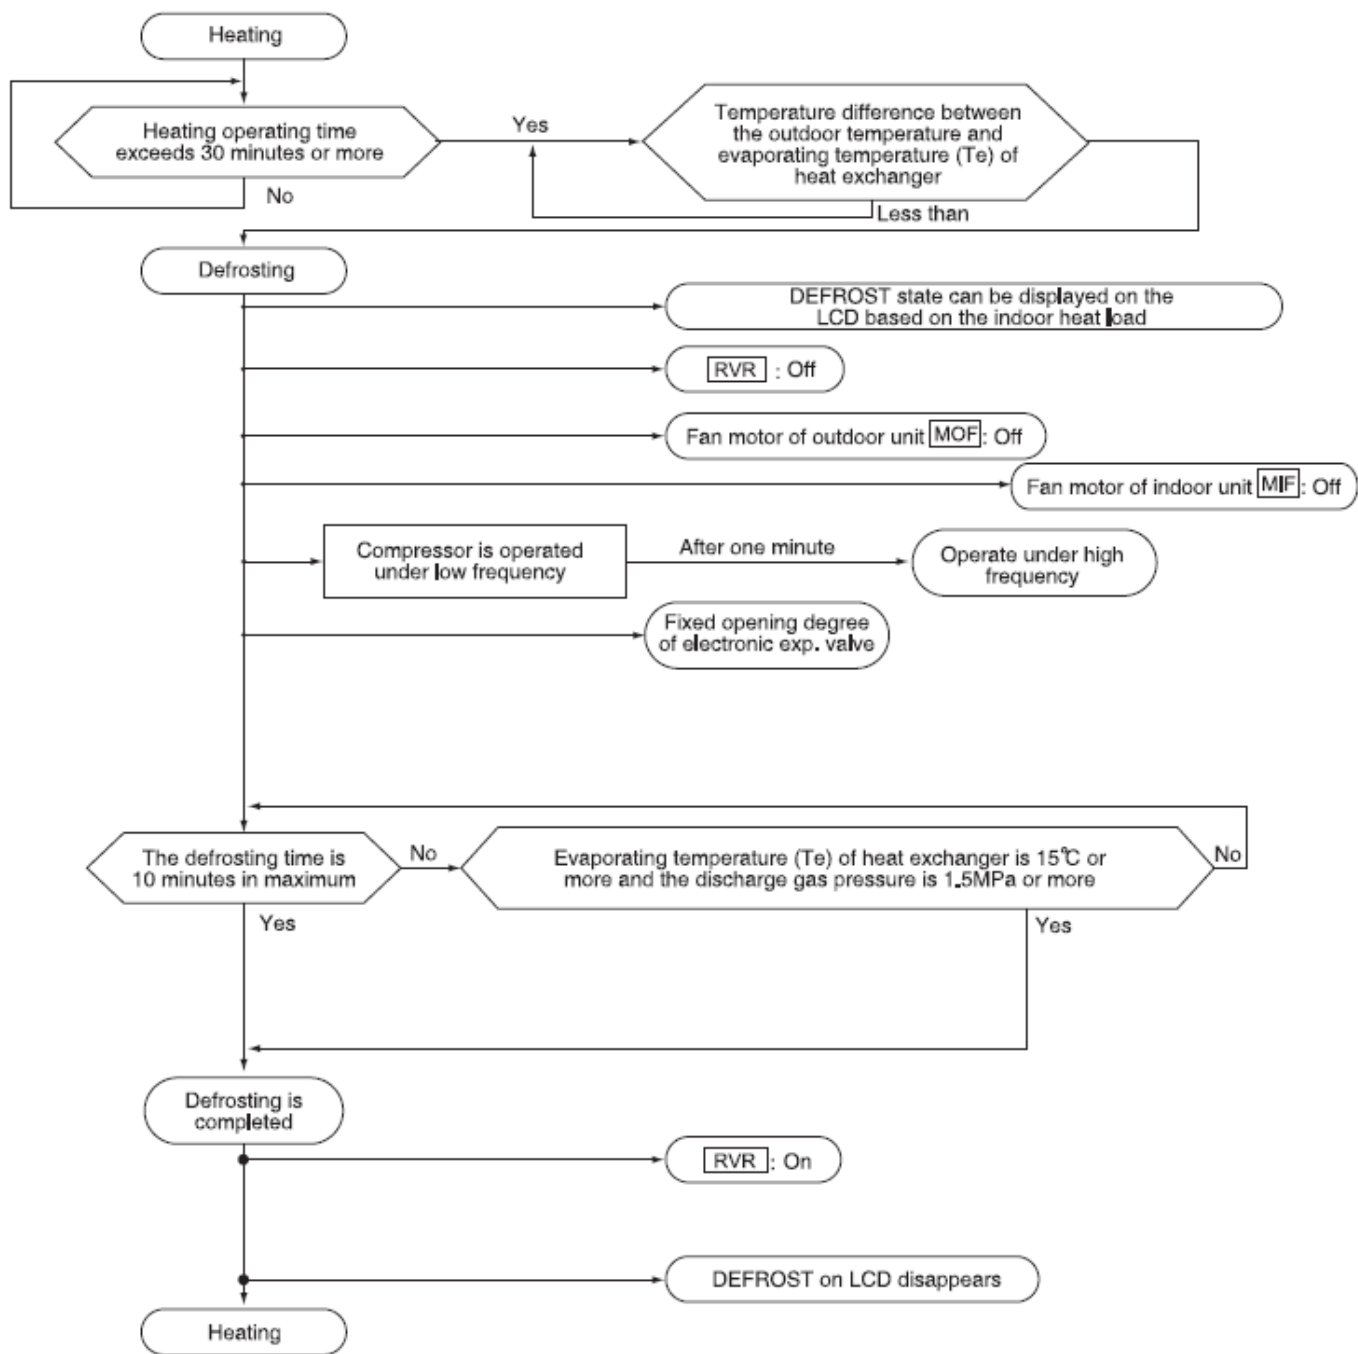 Heating
Heating operating time
exceeds 30 minutes or more
Yes
No
Temperature difference between
the outdoor temperature and
evaporating temperature (Te) of
heat exchanger
Less than
Defrosting
DEFROST state can be displayed on the
LCD based on the indoor heat load
RVR : Off
Fan motor of outdoor unit MOF: Off
Fan motor of indoor unit MIF: Off
Compressor is operated
under low frequency
After one minute
Operate under high
frequency
Fixed opening degree
of electronic exp. valve
The defrosting time is
10 minutes in maximum
No
Evaporating temperature (Te) of heat exchanger is 15℃ or
more and the discharge gas pressure is 1.5MPa or more
No
Yes
Yes
Defrosting is
completed
RVR : On
DEFROST on LCD disappears
Heating